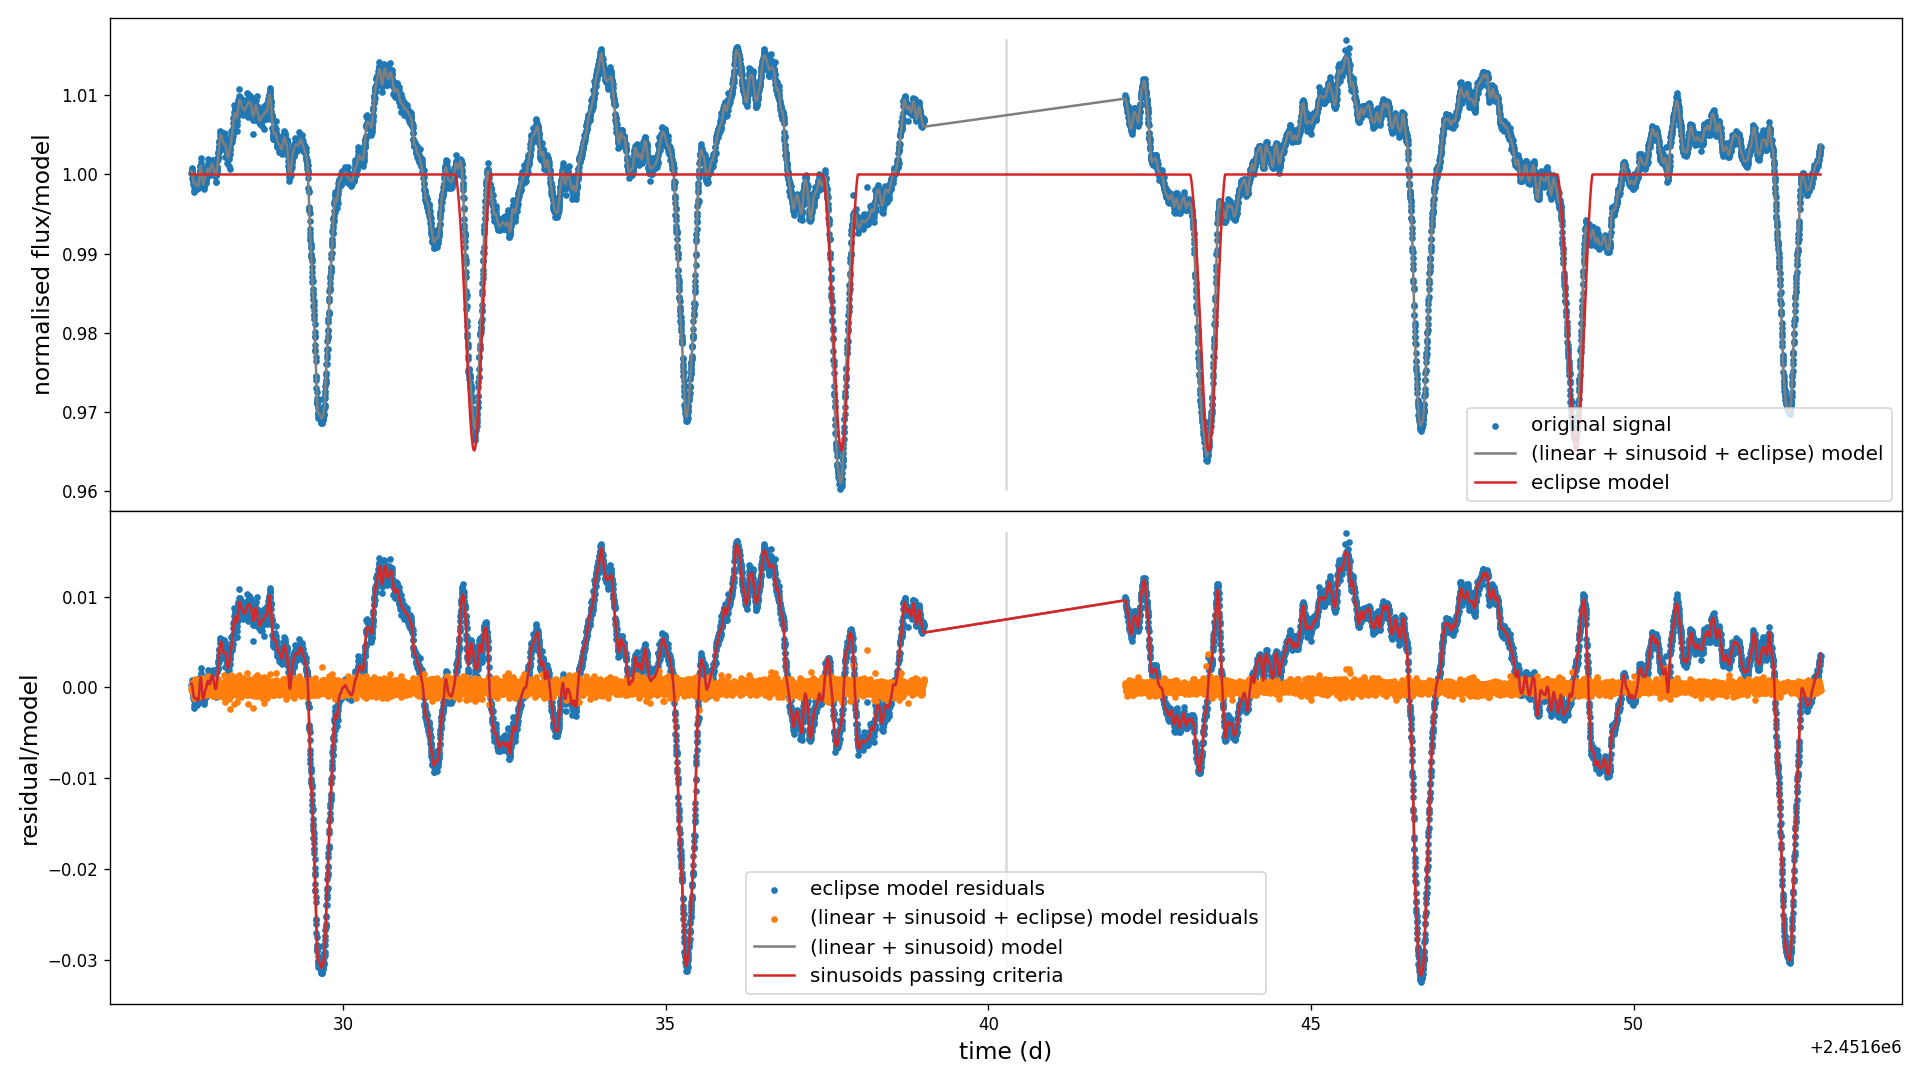 normalised flux/model
1.01
1.00
0.99
0.98
0.97
0.96
original signal
(linear + sinusoid + eclipse) model
eclipse model
residual/model
0.01
0.00
−0.01
−0.02
−0.03
eclipse model residuals
(linear + sinusoid + eclipse) model residuals
(linear + sinusoid) model
sinusoids passing criteria
30 35 40 45 50
time (d)
+2.4516e6